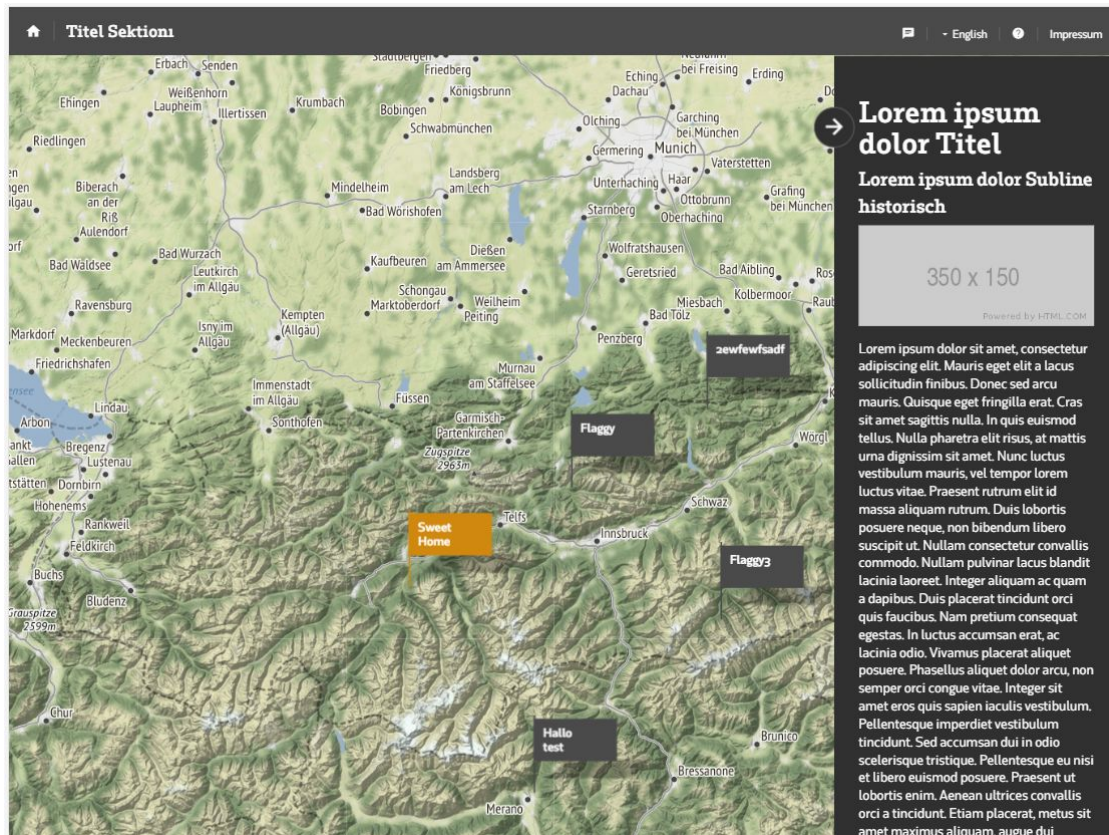 Titel Sektion1
English
Impressum
Erbach
Senden
Friedberg
bei Freising
Eching
Erding
Weißenhorn
Dachau
Ehingen
Laupheim
Illertissen
Krumbach
Bobingen
Königsbrunn
Olching
Garching
bei München
Schwabmünchen
Riedlingen
Germering
Munich
Vaterstetten
Landsberg
am Lech
Unterhaching
Haar
Biberach
an der
Riß
Mindelheim
Ottobrunn
Grafing
bei München
Bad Wörishofen
Starnberg
Oberhaching
Aulendorf
Dießen
am Ammersee
Wolfratshausen
Bad Waldsee
Bad Wurzach
Kaufbeuren
Geretsried
Bad Aibling
Leutkirch
im Allgäu
Schongau
Kolbermoor
Ravensburg
Marktoberdorf
Peiting
Weilheim
Miesbach
Bad Tölz
Kempten
(Allgäu)
Isny im
Allgäu
Markdorf
Meckenbeuren
Penzberg
2ewfewfsadf
Friedrichshafen
Murnau
am Staffelsee
Immenstadt
im Allgäu
Füssen
Lindau
Sonthofen
Garmisch-
Partenkirchen
Flaggy
Arbon
Bregenz
Wörgl
Zugspitze
2963m
Lustenau
Dornbirn
Hohenems
Schwaz
Telfs
Sweet
Home
Rankweil
Innsbruck
Feldkirch
Flaggy3
Buchs
Bludenz
Grauspitze
2599m
Chur
Hallo
test
Brunico
Bressanone
Merano
Lorem ipsum
dolor Titel
Lorem ipsum dolor Subline
historisch
350 x 150
Powered by HTML.COM
Lorem ipsum dolor sit amet, consectetur
adipiscing elit. Mauris eget elit a lacus
sollicitudin finibus. Donec sed arcu
mauris. Quisque eget fringilla erat. Cras
sit amet sagittis nulla. In quis euismod
tellus. Nulla pharetra elit risus, at mattis
urna dignissim sit amet. Nunc luctus
vestibulum mauris, vel tempor lorem
luctus vitae. Praesent rutrum elit id
massa aliquam rutrum. Duis lobortis
posuere neque, non bibendum libero
suscipit ut. Nullam consectetur convallis
commodo. Nullam pulvinar lacus blandit
lacinia laoreet. Integer aliquam ac quam
a dapibus. Duis placerat tincidunt orci
quis faucibus. Nam pretium consequat
egestas. In luctus accumsan erat, ac
lacinia odio. Vivamus placerat aliquet
posuere. Phasellus aliquet dolor arcu, non
semper orci congue vitae. Integer sit
amet eros quis sapien iaculis vestibulum.
Pellentesque imperdiet vestibulum
tincidunt. Sed accumsan dui in odio
scelerisque tristique. Pellentesque eu nisi
et libero euismod posuere. Praesent ut
lobortis enim. Aenean ultrices convallis
orci a tincidunt. Etiam placerat, metus sit
amet maximus aliquam, augue dui